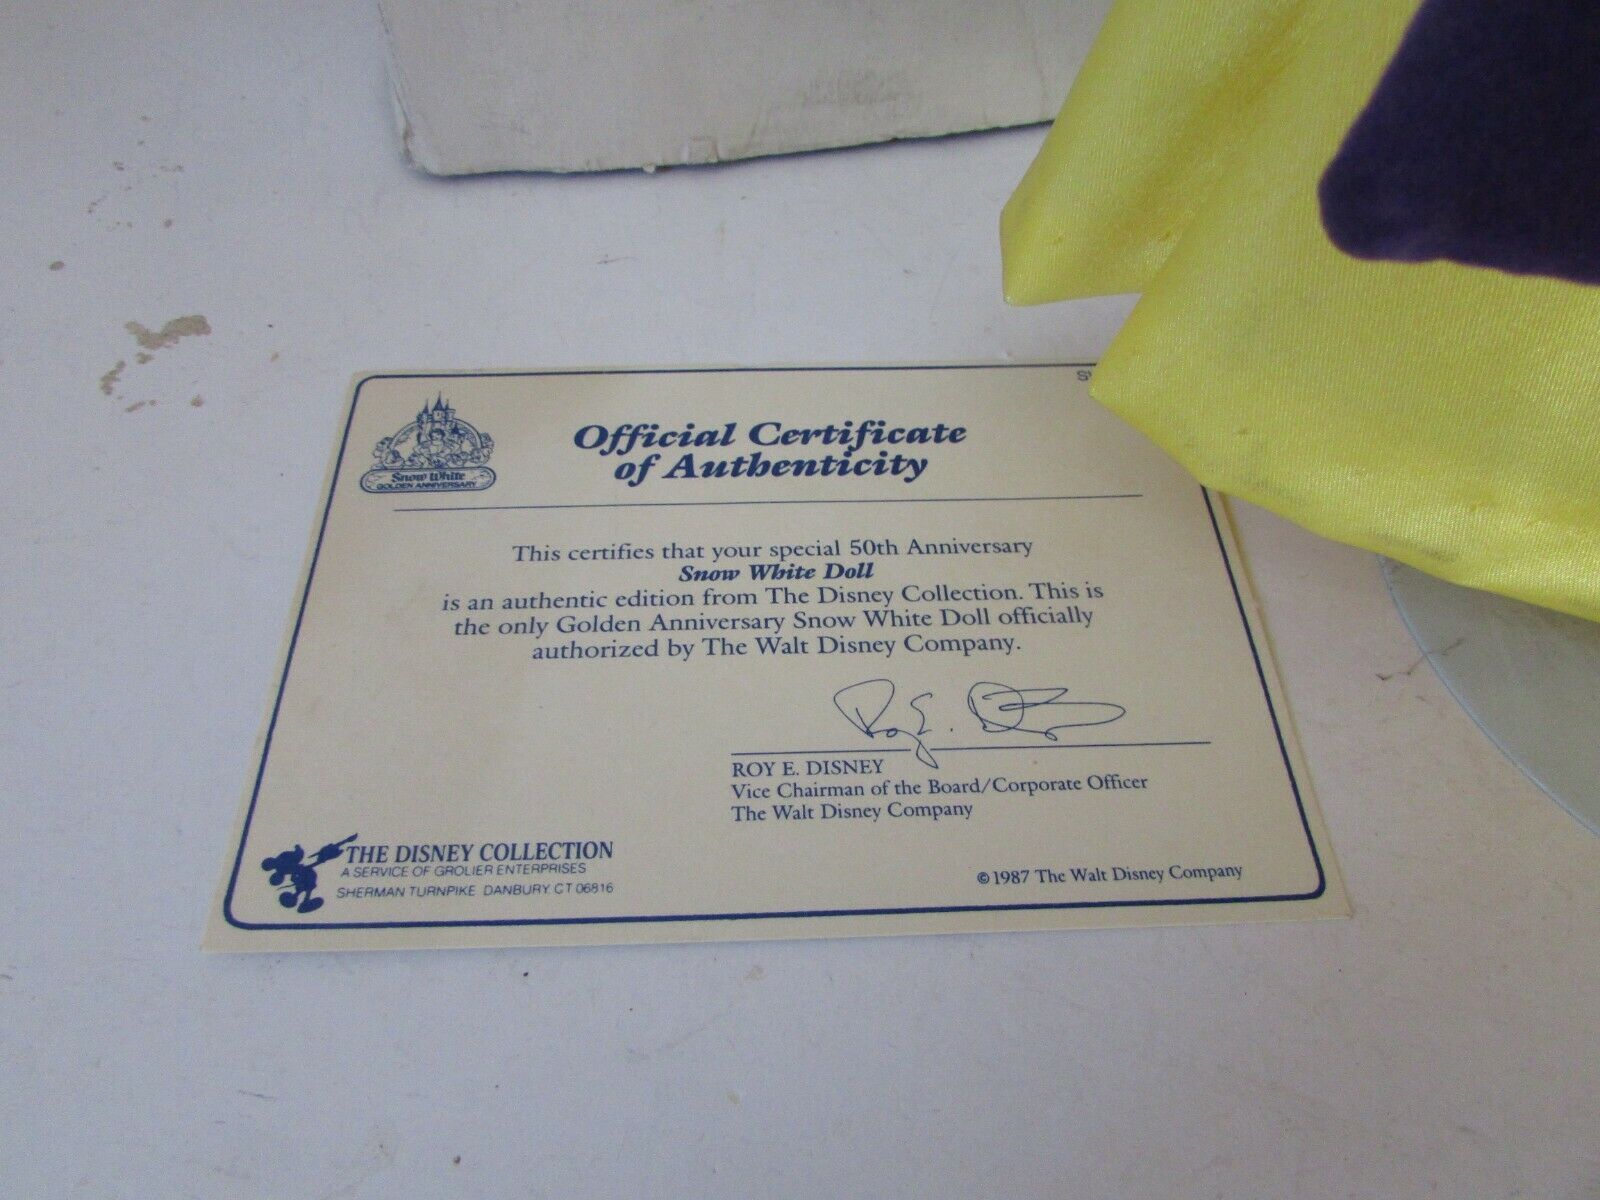 Snow White
GOLDEN ANNIVERSARY
Official Certificate
of Authenticity
This certifies that your special 50th Anniversary
Snow White Doll
is an authentic edition from The Disney Collection. This is
the only Golden Anniversary Snow White Doll officially
authorized by The Walt Disney Company.
Roy E. Disney
ROY E. DISNEY
Vice Chairman of the Board/Corporate Officer
The Walt Disney Company
THE DISNEY COLLECTION
A SERVICE OF GROLIER ENTERPRISES
SHERMAN TURNPIKE DANBURY CT 06816
©1987 The Walt Disney Company